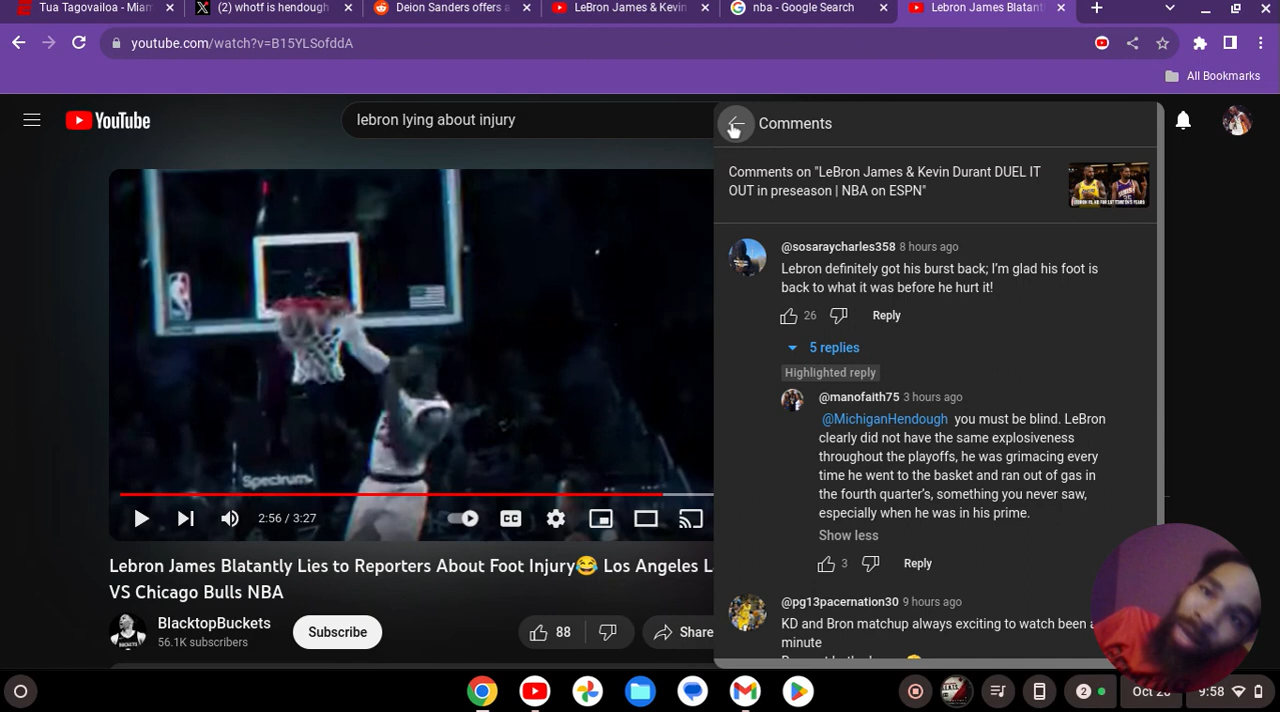 Tua Tagovailoa - Miam
(2) whotf is hendough
Deion Sanders offers a
LeBron James & Kevin
nba - Google Search
Lebron James Blatant
youtube.com/watch?v=B15YLSofddA
All Bookmarks
YouTube
lebron lying about injury
Comments
Comments on "LeBron James & Kevin Durant DUEL IT
OUT in preseason | NBA on ESPN"
@sosaraycharles358 8 hours ago
Lebron definitely got his burst back; I'm glad his foot is
back to what it was before he hurt it!
26 Reply
5 replies
Highlighted reply
@manofaith75 3 hours ago
@MichiganHendough you must be blind. LeBron
clearly did not have the same explosiveness
throughout the playoffs, he was grimacing every
time he went to the basket and ran out of gas in
the fourth quarter's, something you never saw,
especially when he was in his prime.
Show less
3 Reply
@pg13pacernation30 9 hours ago
KD and Bron matchup always exciting to watch been a
minute
Spectrum
2:56 / 3:27
CC
Lebron James Blatantly Lies to Reporters About Foot Injury😂 Los Angeles L
VS Chicago Bulls NBA
BlacktopBuckets
56.1K subscribers
Subscribe
88
Share
2
Oct 26
9:58